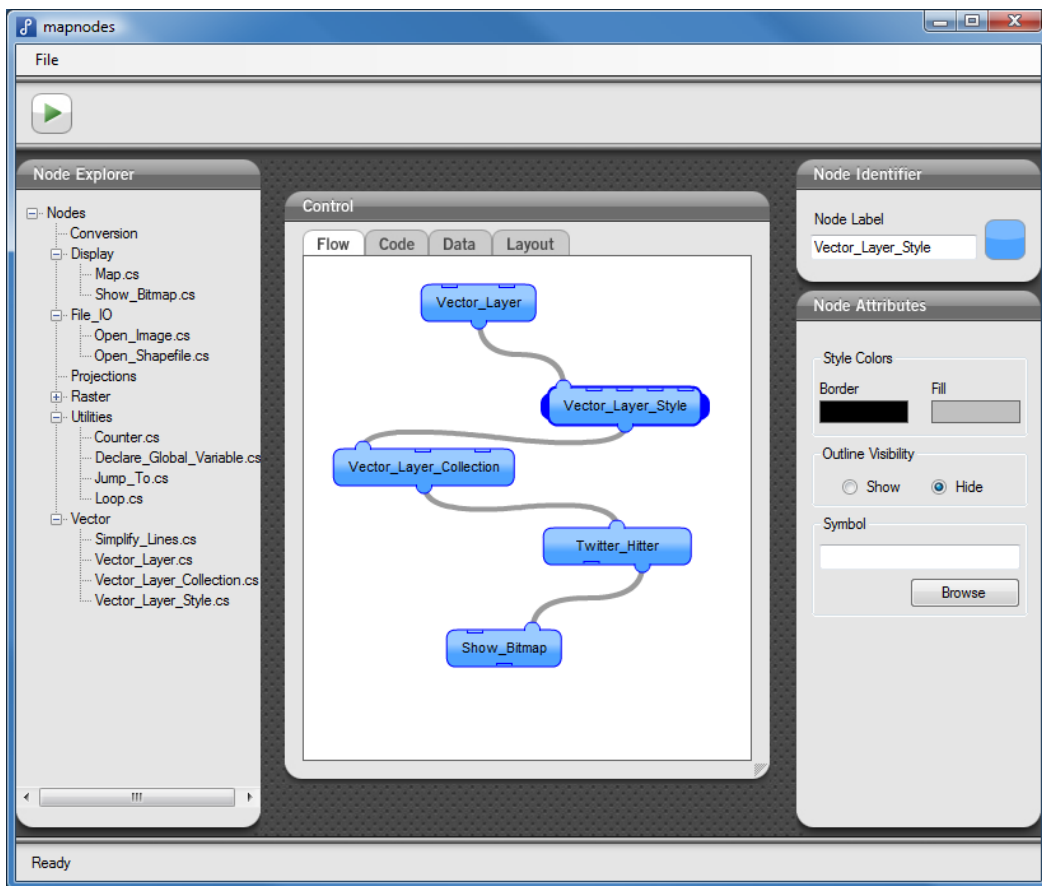 mapnodes
File
Node Explorer
Nodes
Conversion
Display
Map.cs
Show_Bitmap.cs
File_IO
Open_Image.cs
Open_Shapefile.cs
Projections
Raster
Utilities
Counter.cs
Declare_Global_Variable.cs
Jump_To.cs
Loop.cs
Vector
Simplify_Lines.cs
Vector_Layer.cs
Vector_Layer_Collection.cs
Vector_Layer_Style.cs
Control
Flow Code Data Layout
Vector_Layer
Vector_Layer_Style
Vector_Layer_Collection
Twitter_Hitter
Show_Bitmap
Node Identifier
Node Label
Vector_Layer_Style
Node Attributes
Style Colors
Border Fill
Outline Visibility
Show Hide
Symbol
Browse
Ready